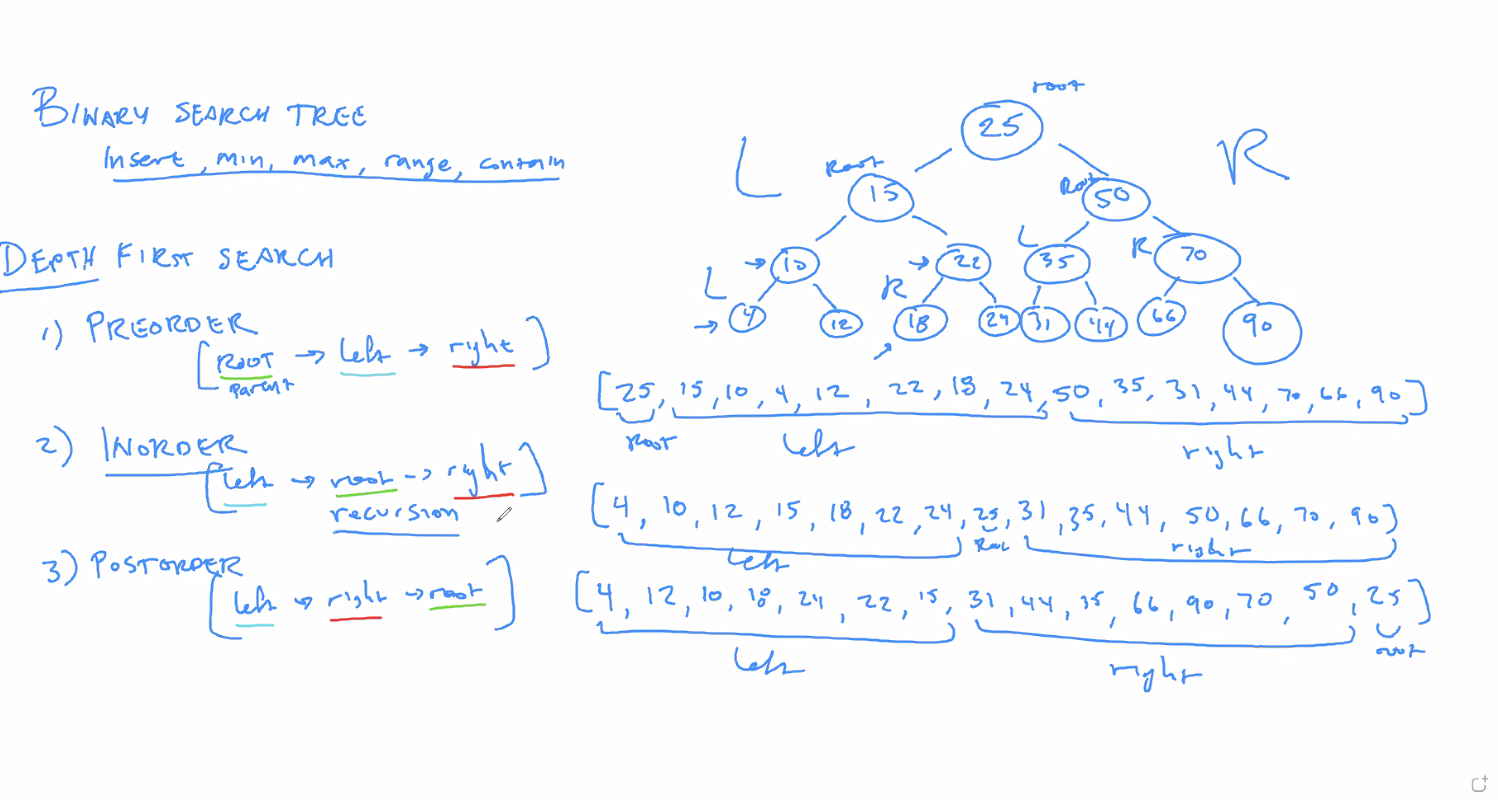 BINARY SEARCH TREE
Insert, min, max, range, contain
DEPTH FIRST SEARCH
1) PREORDER
[ROOT → left → right]
parent
2) INORDER
[left → root → right]
recursion
3) POSTORDER
[left → right → root]
root
25
L
R
Root
15
Root
50
→ 10
→ 22
L
35
R
70
L
→ 4
12
R
18
24
31
44
66
90
[25, 15, 10, 4, 12, 22, 18, 24, 50, 35, 31, 44, 70, 66, 90]
Root left right
[4, 10, 12, 15, 18, 22, 24, 25, 31, 35, 44, 50, 66, 70, 90]
left Root right
[4, 12, 10, 18, 24, 22, 15, 31, 44, 35, 66, 90, 70, 50, 25]
left right root